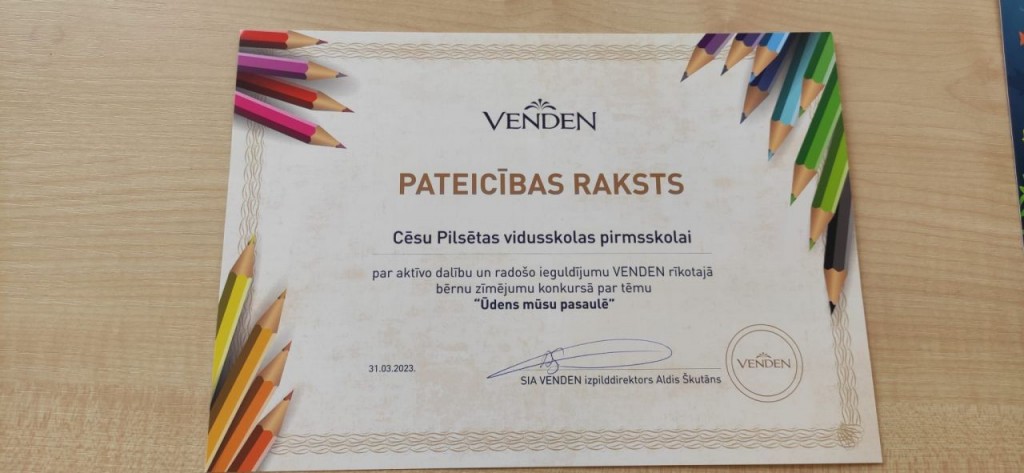 VENDEN
PATEICĪBAS RAKSTS
Cēsu Pilsētas vidusskolas pirmsskolai
par aktīvo dalību un radošo ieguldījumu VENDEN rīkotajā
bērnu zīmējumu konkursā par tēmu
"Ūdens mūsu pasaulē"
31.03.2023.
SIA VENDEN izpilddirektors Aldis Škutāns
VENDEN